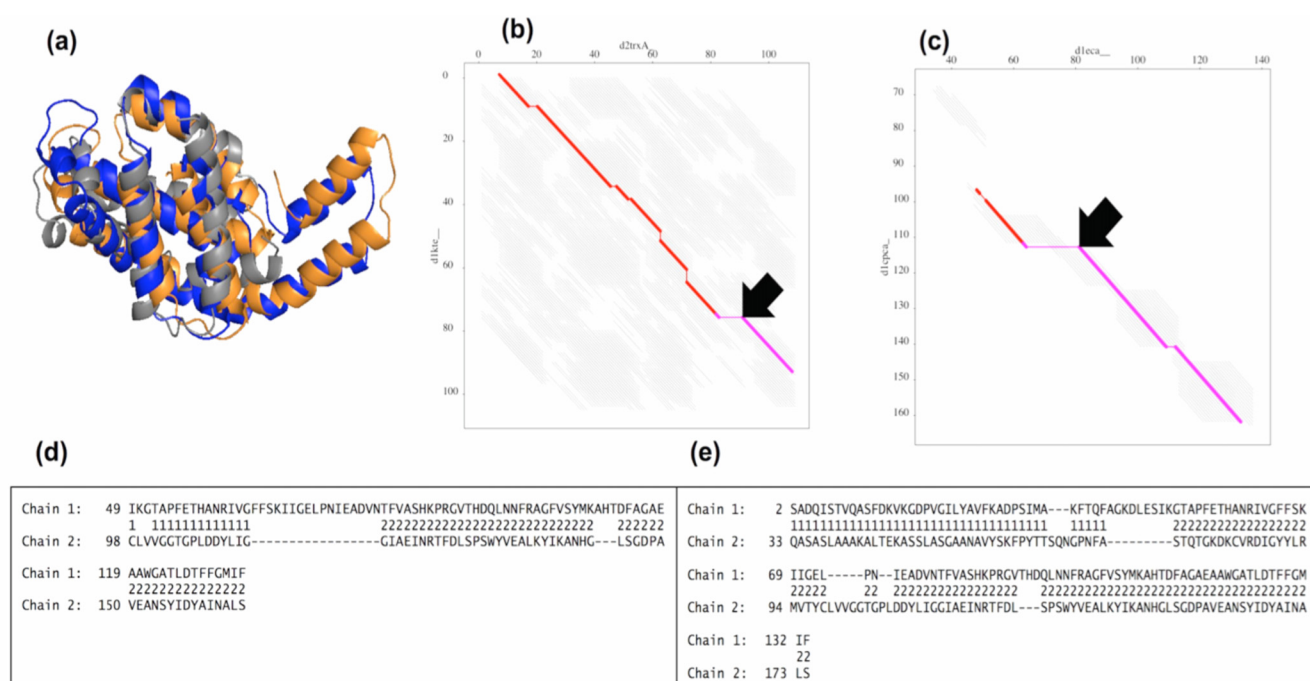 (a)
(b)
d2trxA_
0 20 40 60 80 100
0
20
40
60
80
100
d1kte__
(c)
d1eca__
40 60 80 100 120 140
70
80
90
100
110
120
130
140
150
160
d1cpca_
(d)
Chain 1: 49 IKGTAPFETHANRIVGFFSKIIGELPNIEADVNTFVASHKPRGVTHDQLNNFRAGFVSYMKAHTDFAGAE
1 111111111111 222222222222222222222222222 222222
Chain 2: 98 CLVVGGTGPLDDYLIG----------------GIAEINRTFDLSPSWYVEALKYIKANHG---LSGDPA
Chain 1: 119 AAWGATLDTFFGMIF
222222222222222
Chain 2: 150 VEANSYIDYAINALS
(e)
Chain 1: 2 SADQISTVQASFDKVKGDPVGILYAVFKADPSIMA---KFTQFAGKDLESIKGTAPFETHANRIVGFFSK
11111111111111111111111111111111111 11111 222222222222222222
Chain 2: 33 QASASLAAAKALTEKASSLASGAANAVYSKFPYTTSQNGPNFA---------STQTGKDKCVRDIGYYLR
Chain 1: 69 IIGEL-----PN--IEADVNTFVASHKPRGVTHDQLNNFRAGFVSYMKAHTDFAGAEAAWGATLDTFFGM
22222 22 22222222222222222 222222222222222222222222222222222222
Chain 2: 94 MVTYCLVVGGTGPLDDYLIGGIAEINRTFDL---SPSWYVEALKYIKANHGLSGDPAVEANSYIDYAINA
Chain 1: 132 IF
22
Chain 2: 173 LS